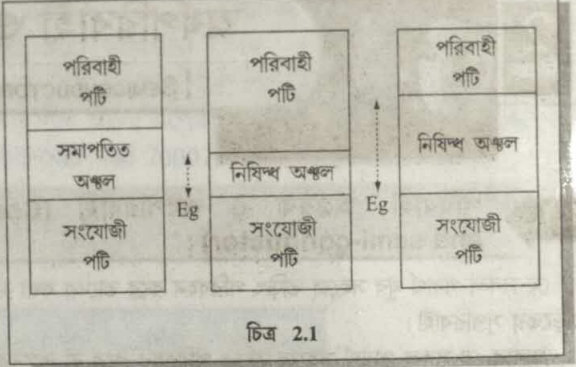 পরিবাহী
পটি
সমাপতিত
অঞ্চল
সংযোজী
পটি
পরিবাহী
পটি
নিষিদ্ধ অঞ্চল
Eg
সংযোজী
পটি
পরিবাহী
পটি
নিষিদ্ধ অঞ্চল
Eg
সংযোজী
পটি
চিত্র 2.1